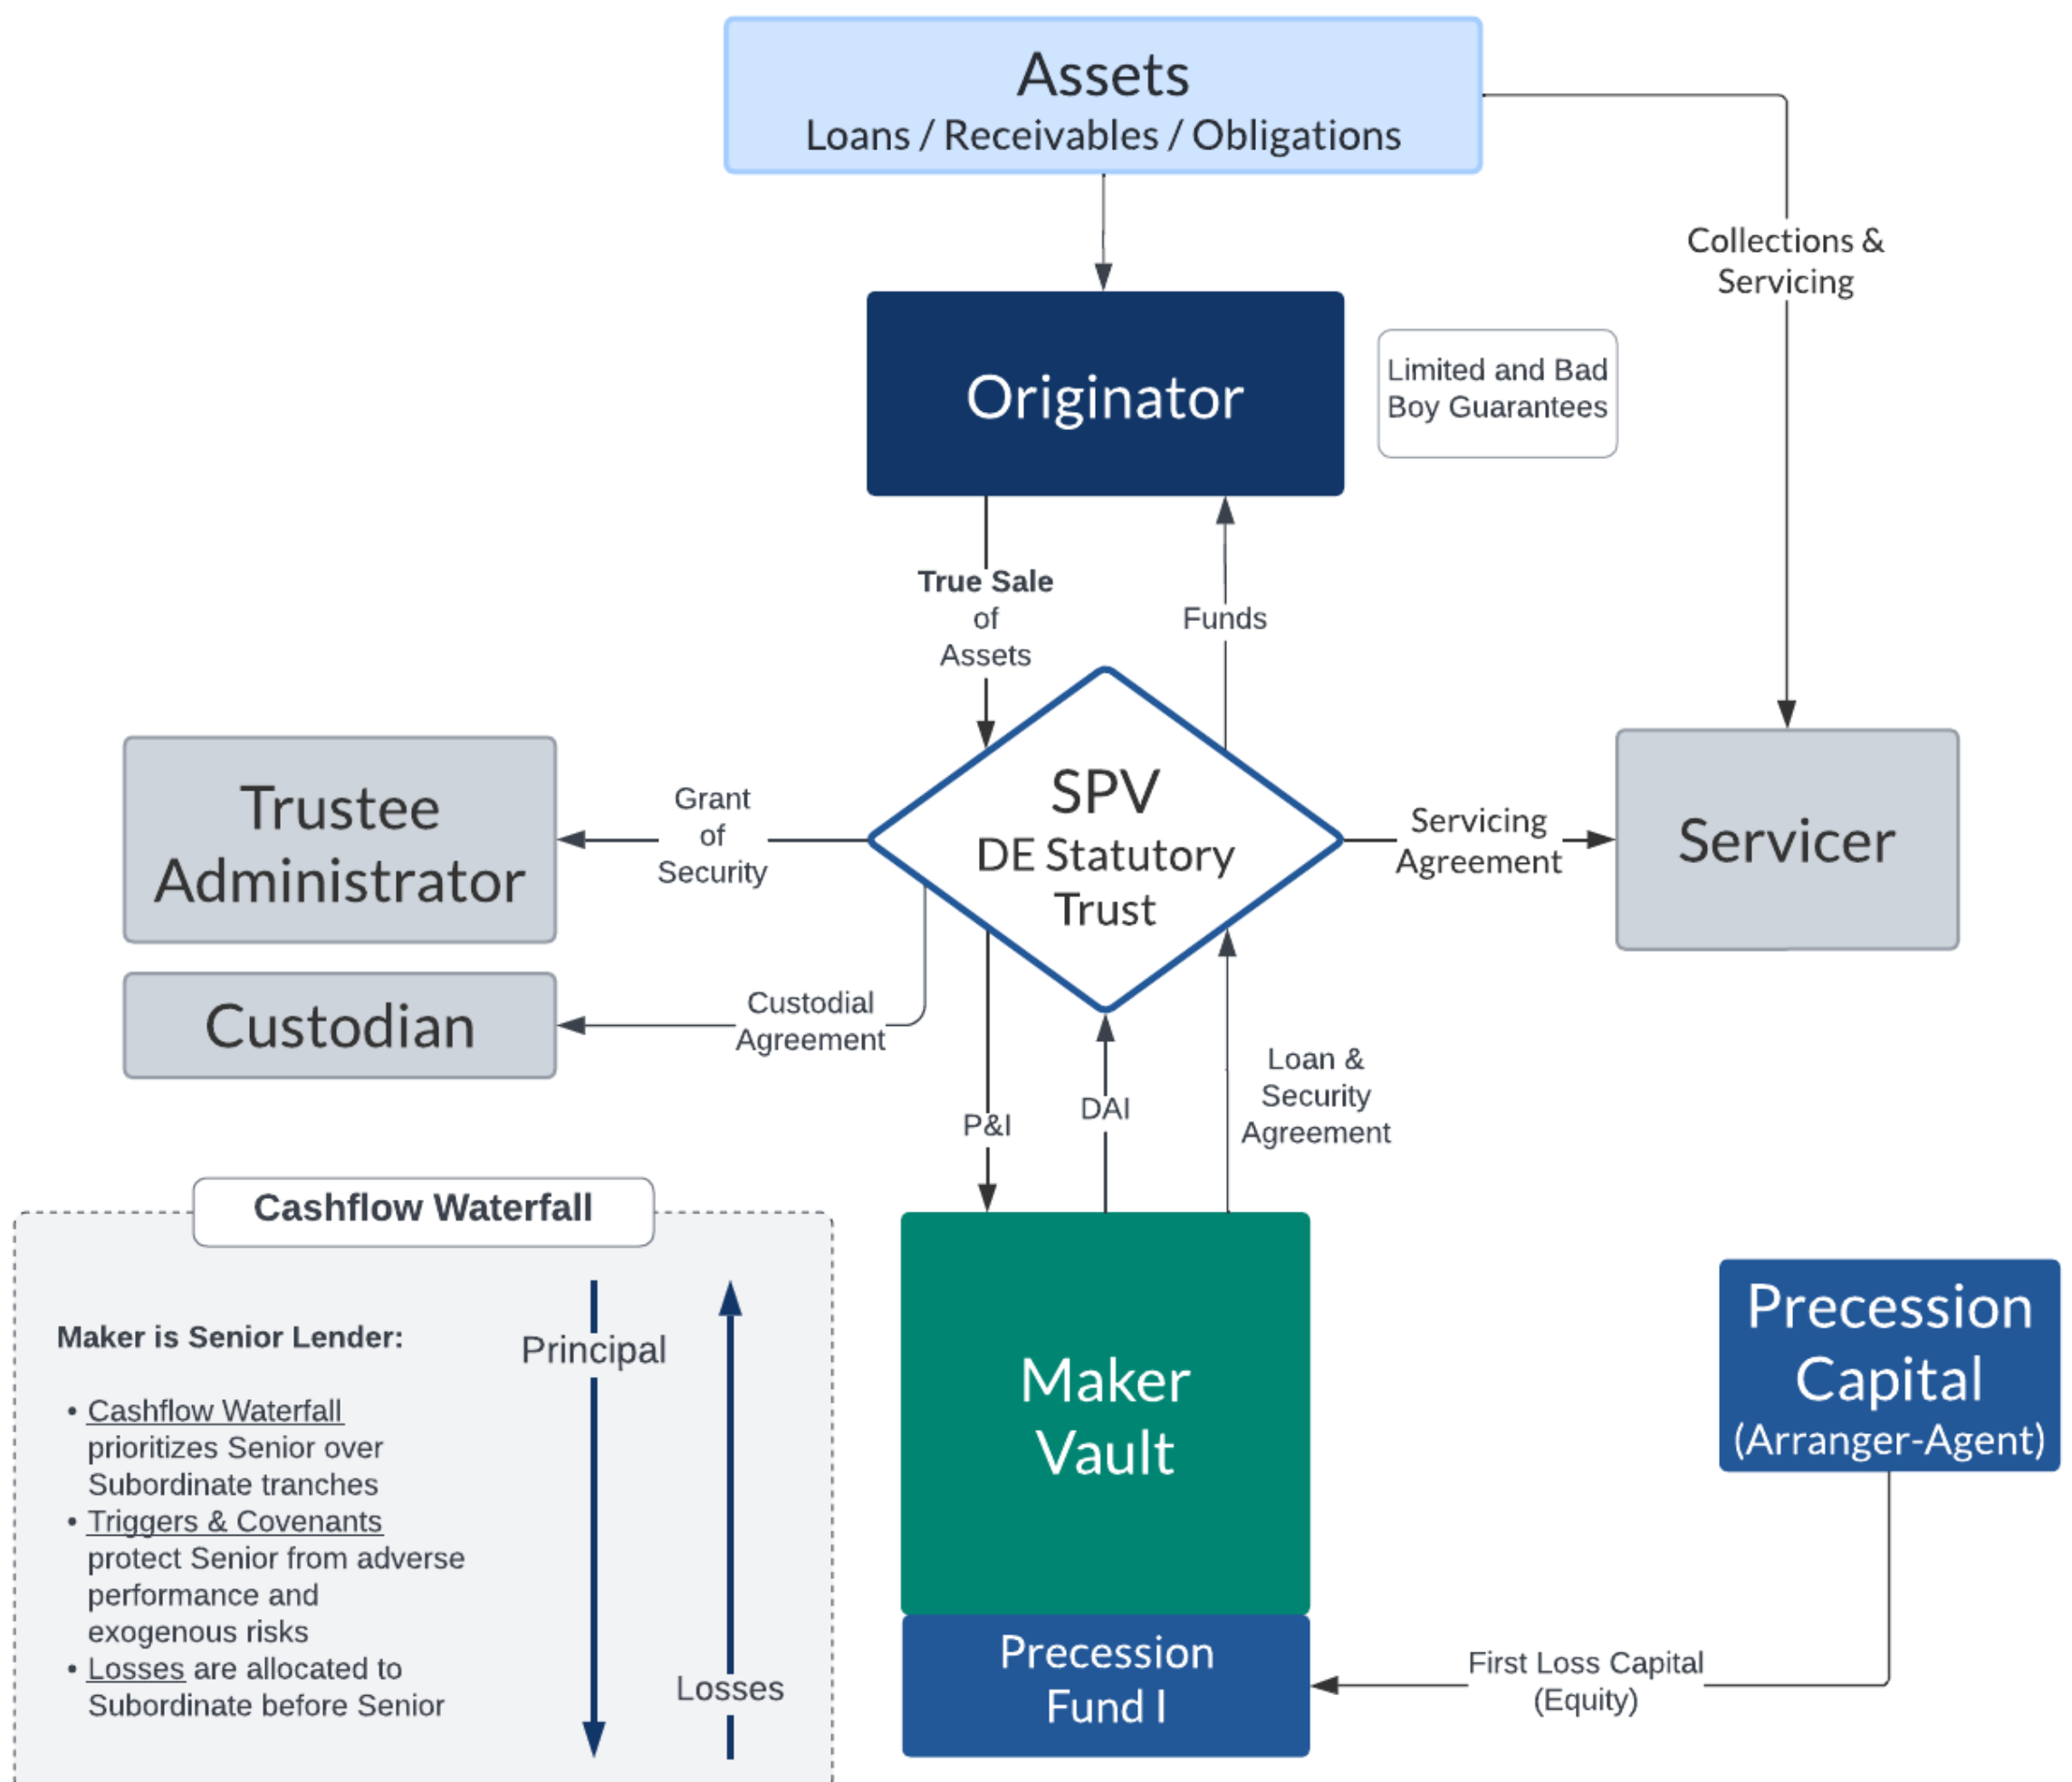 Assets
Loans / Receivables / Obligations
Collections &
Servicing
Originator
Limited and Bad
Boy Guarantees
True Sale
of
Assets
Funds
Trustee
Administrator
Grant
of
Security
SPV
DE Statutory
Trust
Servicing
Agreement
Servicer
Custodian
Custodial
Agreement
P&I
DAI
Loan &
Security
Agreement
Cashflow Waterfall
Maker is Senior Lender:
• Cashflow Waterfall
prioritizes Senior over
Subordinate tranches
• Triggers & Covenants
protect Senior from adverse
performance and
exogenous risks
• Losses are allocated to
Subordinate before Senior
Principal
Losses
Maker
Vault
Precession
Fund I
Precession
Capital
(Arranger-Agent)
First Loss Capital
(Equity)